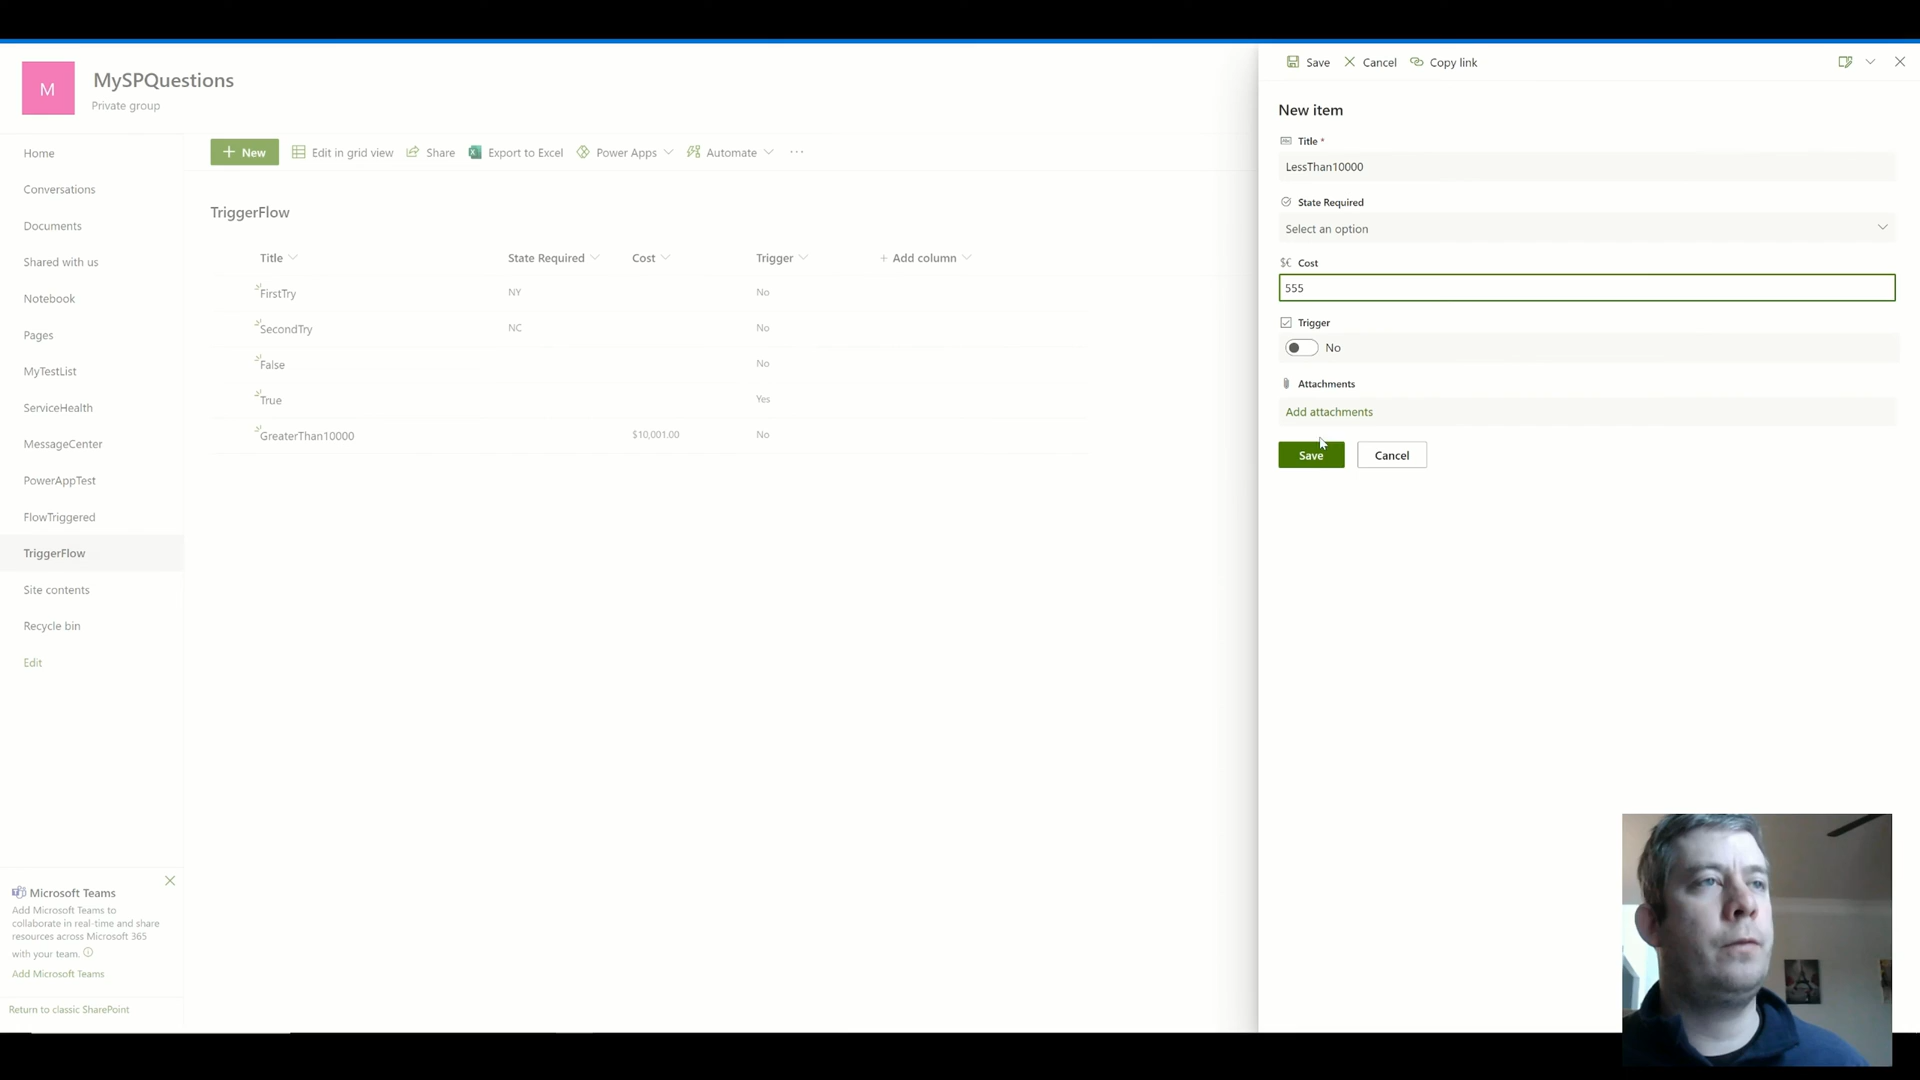 M
MySPQuestions
Private group
Home
Conversations
Documents
Shared with us
Notebook
Pages
MyTestList
ServiceHealth
MessageCenter
PowerAppTest
FlowTriggered
TriggerFlow
Site contents
Recycle bin
Edit
Microsoft Teams
Add Microsoft Teams to
collaborate in real-time and share
resources across Microsoft 365
with your team.
Add Microsoft Teams
Return to classic SharePoint
+ New Edit in grid view Share Export to Excel Power Apps Automate ...
TriggerFlow
Title State Required Cost Trigger + Add column
FirstTry NY No
SecondTry NC No
False No
True Yes
GreaterThan10000 $10,001.00 No
Save Cancel Copy link
New item
Title *
LessThan10000
State Required
Select an option
Cost
555
Trigger
No
Attachments
Add attachments
Save Cancel